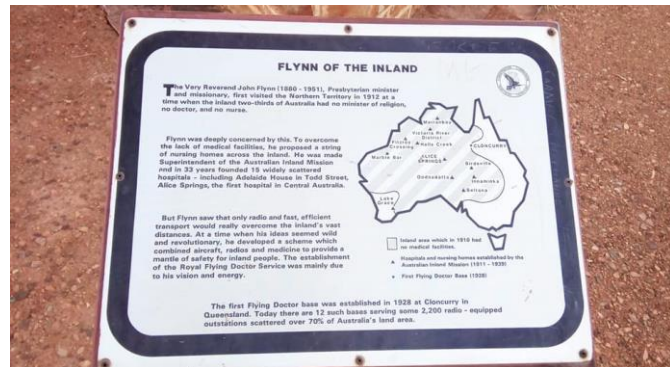 FLYNN OF THE INLAND
The Very Reverend John Flynn (1880 - 1951), Presbyterian minister
and missionary, first visited the Northern Territory in 1912 at a
time when the inland two-thirds of Australia had no minister of religion,
no doctor, and no nurse.
Flynn was deeply concerned by this. To overcome
the lack of medical facilities, he proposed a string
of nursing homes across the inland. He was made
Superintendent of the Australian Inland Mission
and in 33 years founded 15 widely scattered
hospitals - including Adelaide House in Todd Street,
Alice Springs, the first hospital in Central Australia.
But Flynn saw that only radio and fast, efficient
transport would really overcome the inland's vast
distances. At a time when his ideas seemed wild
and revolutionary, he developed a scheme which
combined aircraft, radios and medicine to provide a
mantle of safety for inland people. The establishment
of the Royal Flying Doctor Service was mainly due
to his vision and energy.
Maranboy
Victoria River
District
Fitzroy
Crossing
Halls Creek
CLONCURRY
Marble Bar
ALICE
SPRINGS
Birdsville
Oodnadatta
Innamincka
Beltana
Lake
Grace
Inland area which in 1910 had
no medical facilities.
Hospitals and nursing homes established by the
Australian Inland Mission (1911 - 1939)
First Flying Doctor Base (1928)
The first Flying Doctor base was established in 1928 at Cloncurry in
Queensland. Today there are 12 such bases serving some 2,200 radio - equipped
outstations scattered over 70% of Australia's land area.